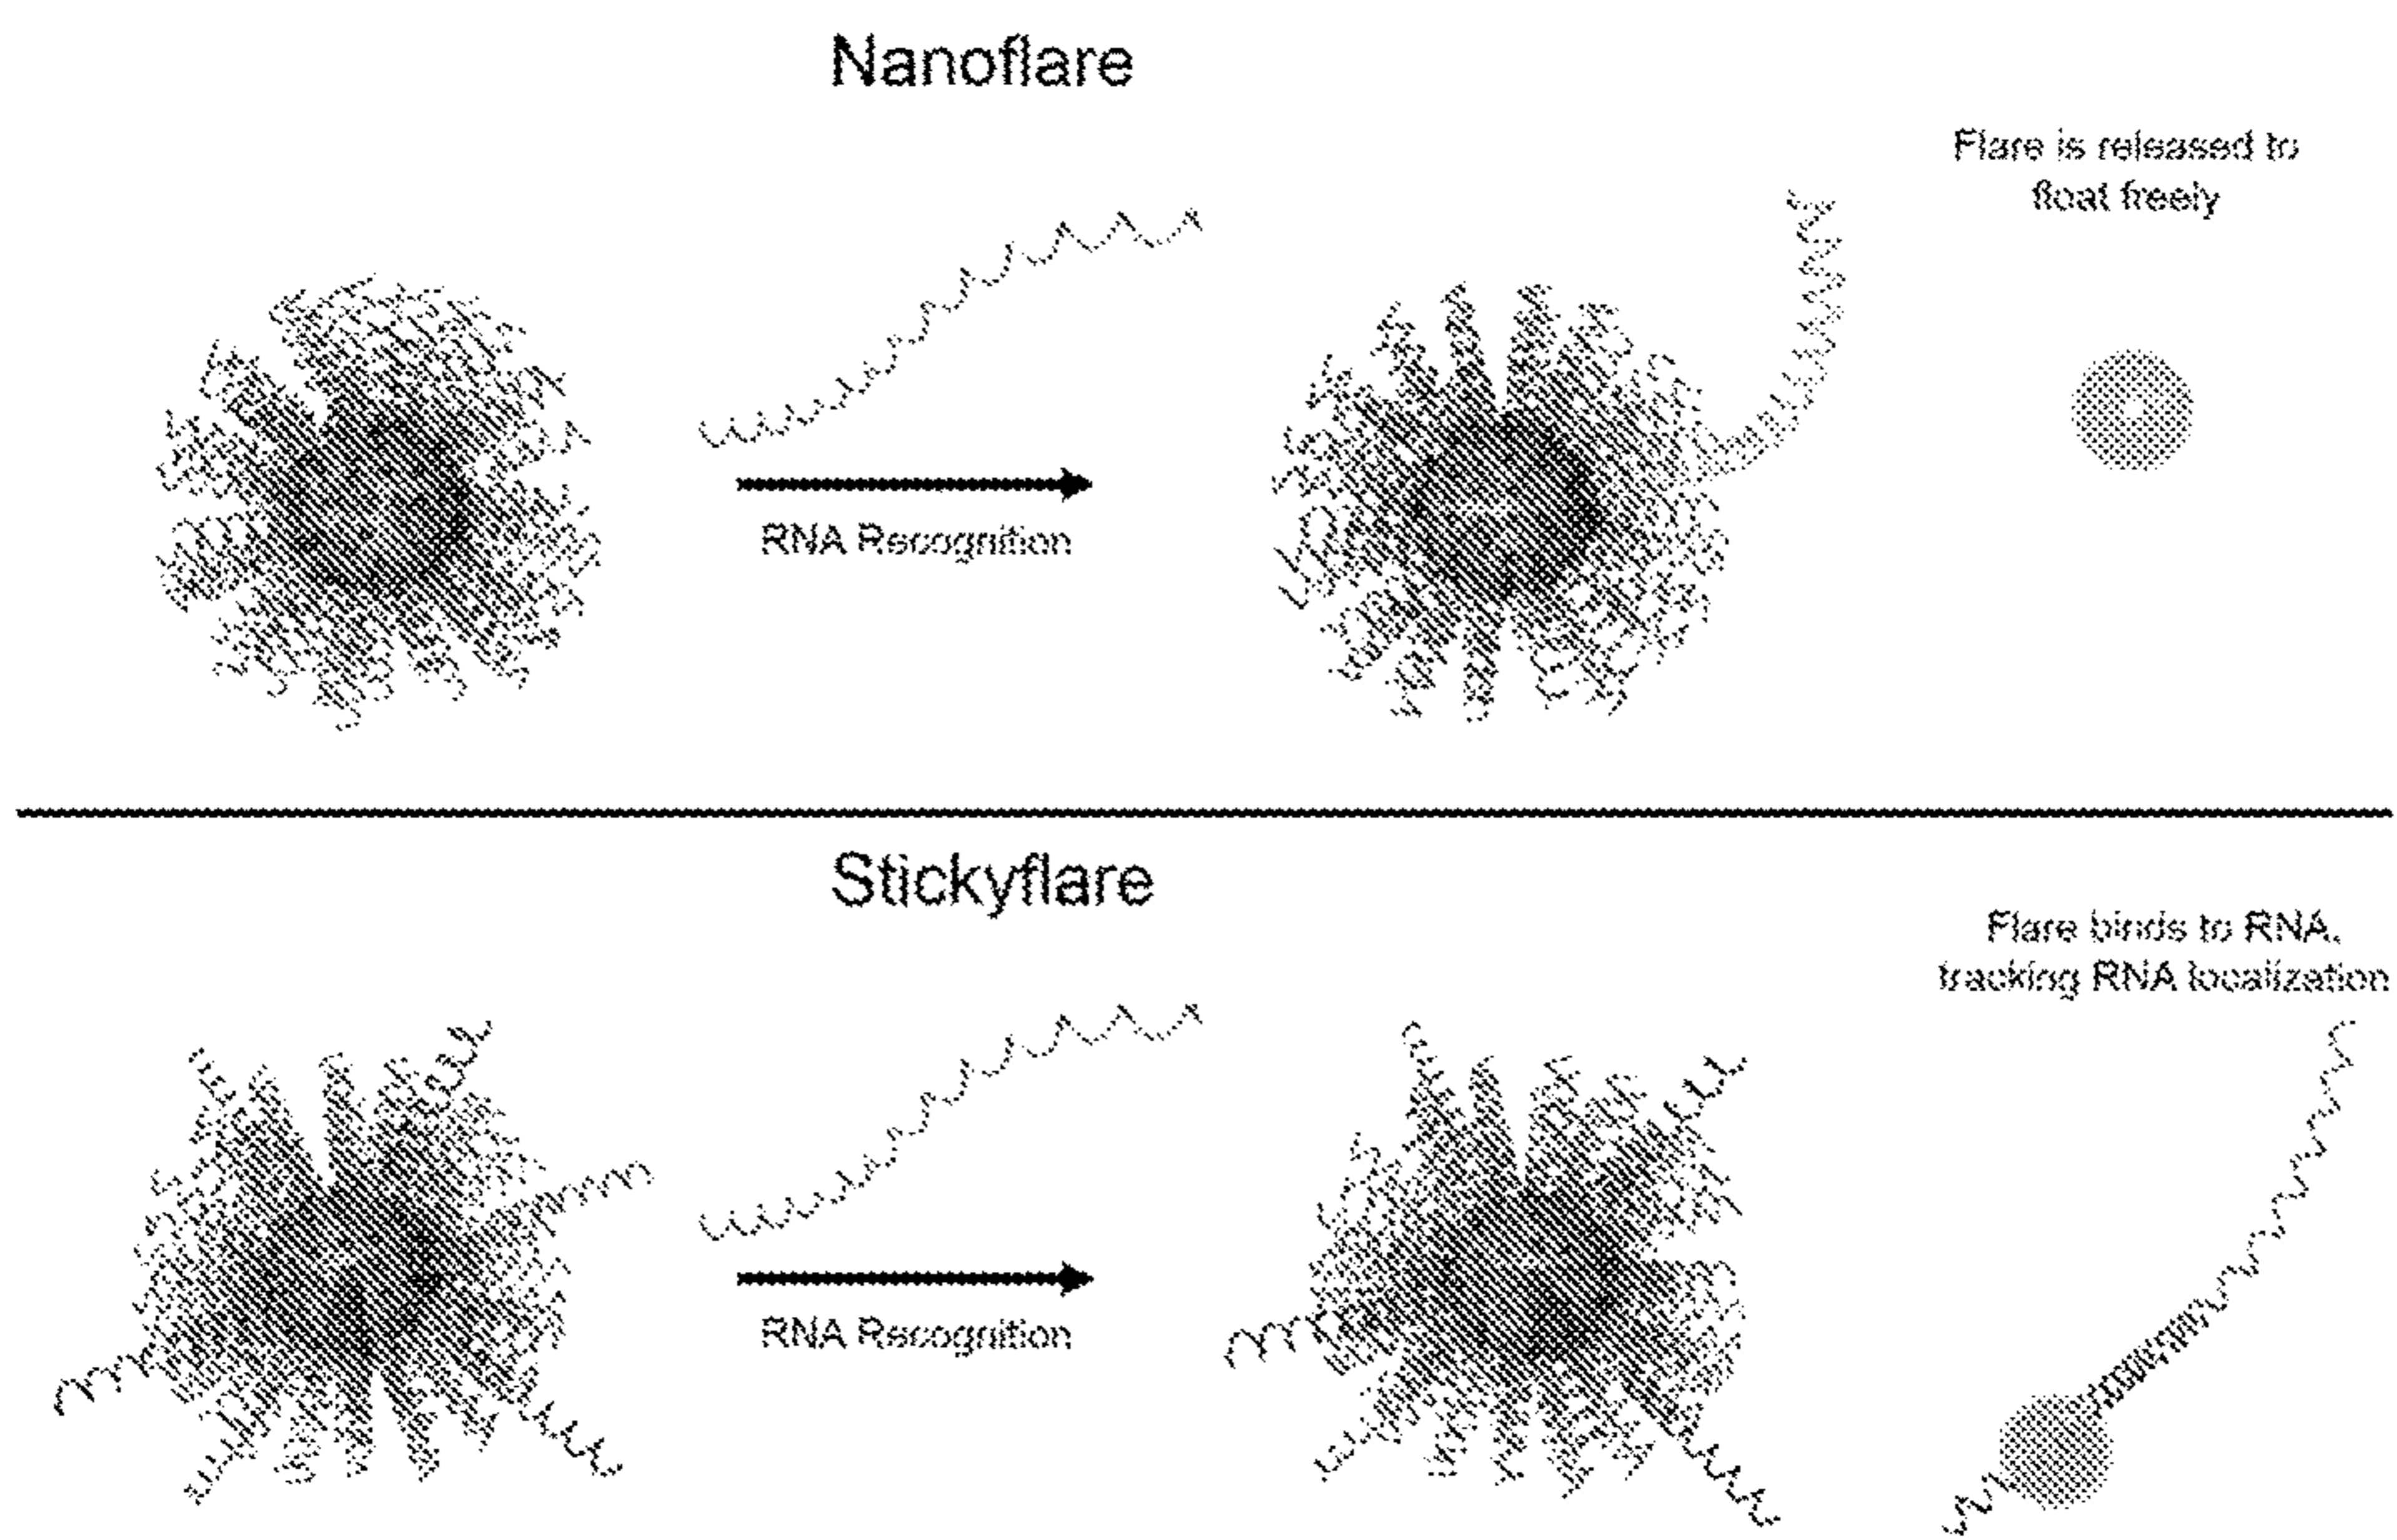 Nanoflare
Flare is released to
float freely
RNA Recognition
Stickyflare
Flare binds to RNA,
tracking RNA localization
RNA Recognition